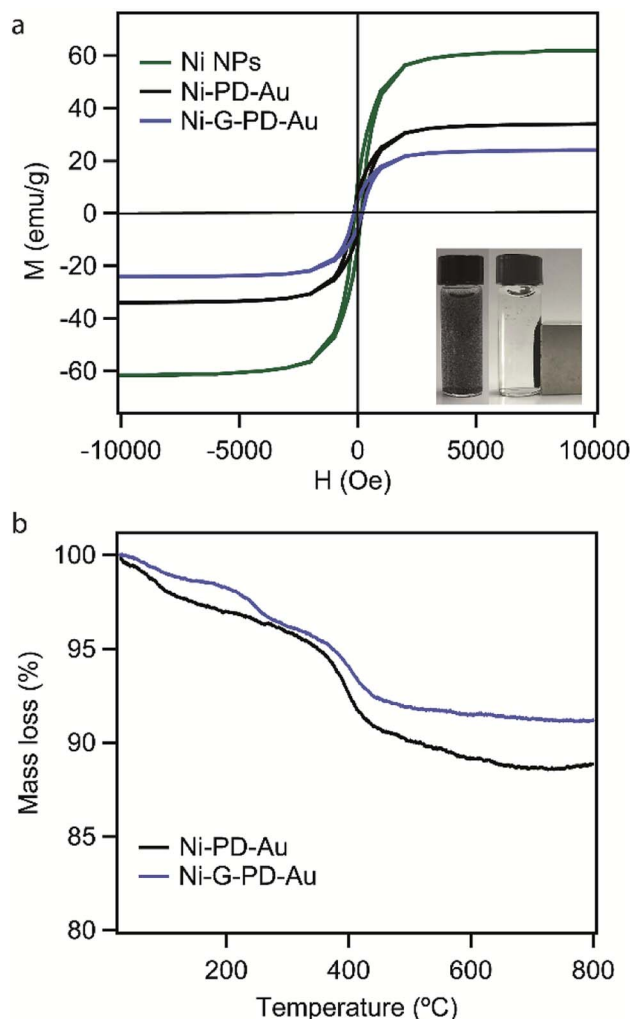 a
Ni NPs
Ni-PD-Au
Ni-G-PD-Au
M (emu/g)
60
40
20
0
-20
-40
-60
-10000 -5000 0 5000 10000
H (Oe)
b
Mass loss (%)
100
95
90
85
80
Ni-PD-Au
Ni-G-PD-Au
200 400 600 800
Temperature (ºC)